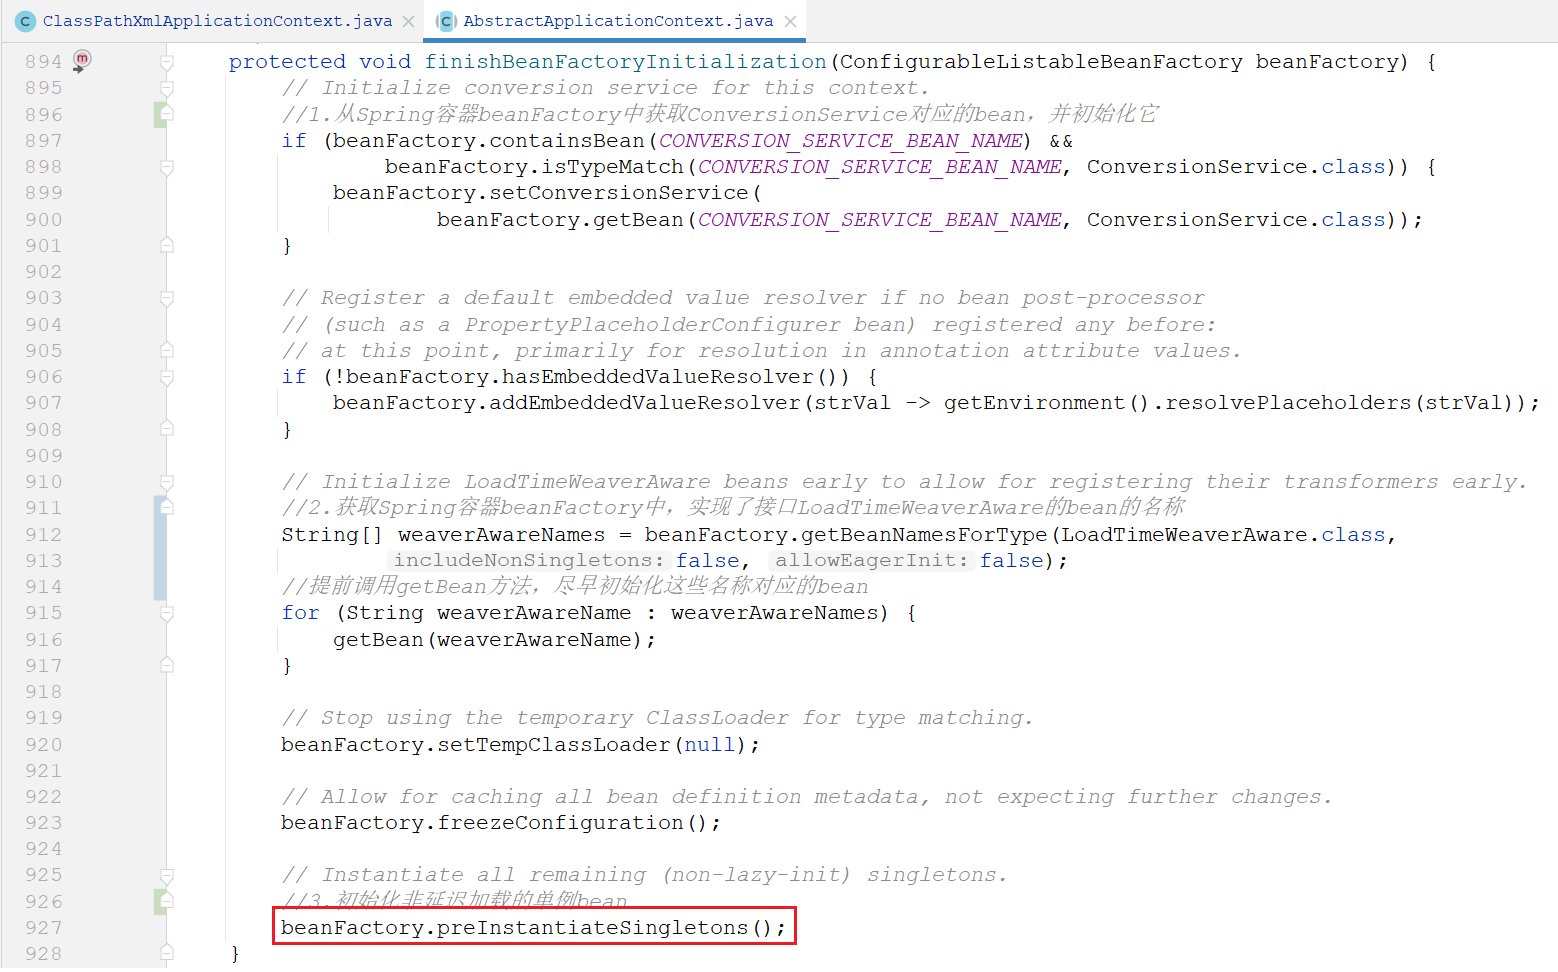 ClassPathXmlApplicationContext.java AbstractApplicationContext.java
894 protected void finishBeanFactoryInitialization(ConfigurableListableBeanFactory beanFactory) {
895 // Initialize conversion service for this context.
896 //1.从Spring容器beanFactory中获取ConversionService对应的bean，并初始化它
897 if (beanFactory.containsBean(CONVERSION_SERVICE_BEAN_NAME) &&
898 beanFactory.isTypeMatch(CONVERSION_SERVICE_BEAN_NAME, ConversionService.class)) {
899 beanFactory.setConversionService(
900 beanFactory.getBean(CONVERSION_SERVICE_BEAN_NAME, ConversionService.class));
901 }
902
903 // Register a default embedded value resolver if no bean post-processor
904 // (such as a PropertyPlaceholderConfigurer bean) registered any before:
905 // at this point, primarily for resolution in annotation attribute values.
906 if (!beanFactory.hasEmbeddedValueResolver()) {
907 beanFactory.addEmbeddedValueResolver(strVal -> getEnvironment().resolvePlaceholders(strVal));
908 }
909
910 // Initialize LoadTimeWeaverAware beans early to allow for registering their transformers early.
911 //2.获取Spring容器beanFactory中，实现了接口LoadTimeWeaverAware的bean的名称
912 String[] weaverAwareNames = beanFactory.getBeanNamesForType(LoadTimeWeaverAware.class,
913 includeNonSingletons: false, allowEagerInit: false);
914 //提前调用getBean方法，尽早初始化这些名称对应的bean
915 for (String weaverAwareName : weaverAwareNames) {
916 getBean(weaverAwareName);
917 }
918
919 // Stop using the temporary ClassLoader for type matching.
920 beanFactory.setTempClassLoader(null);
921
922 // Allow for caching all bean definition metadata, not expecting further changes.
923 beanFactory.freezeConfiguration();
924
925 // Instantiate all remaining (non-lazy-init) singletons.
926 //3.初始化非延迟加载的单例bean
927 beanFactory.preInstantiateSingletons();
928 }